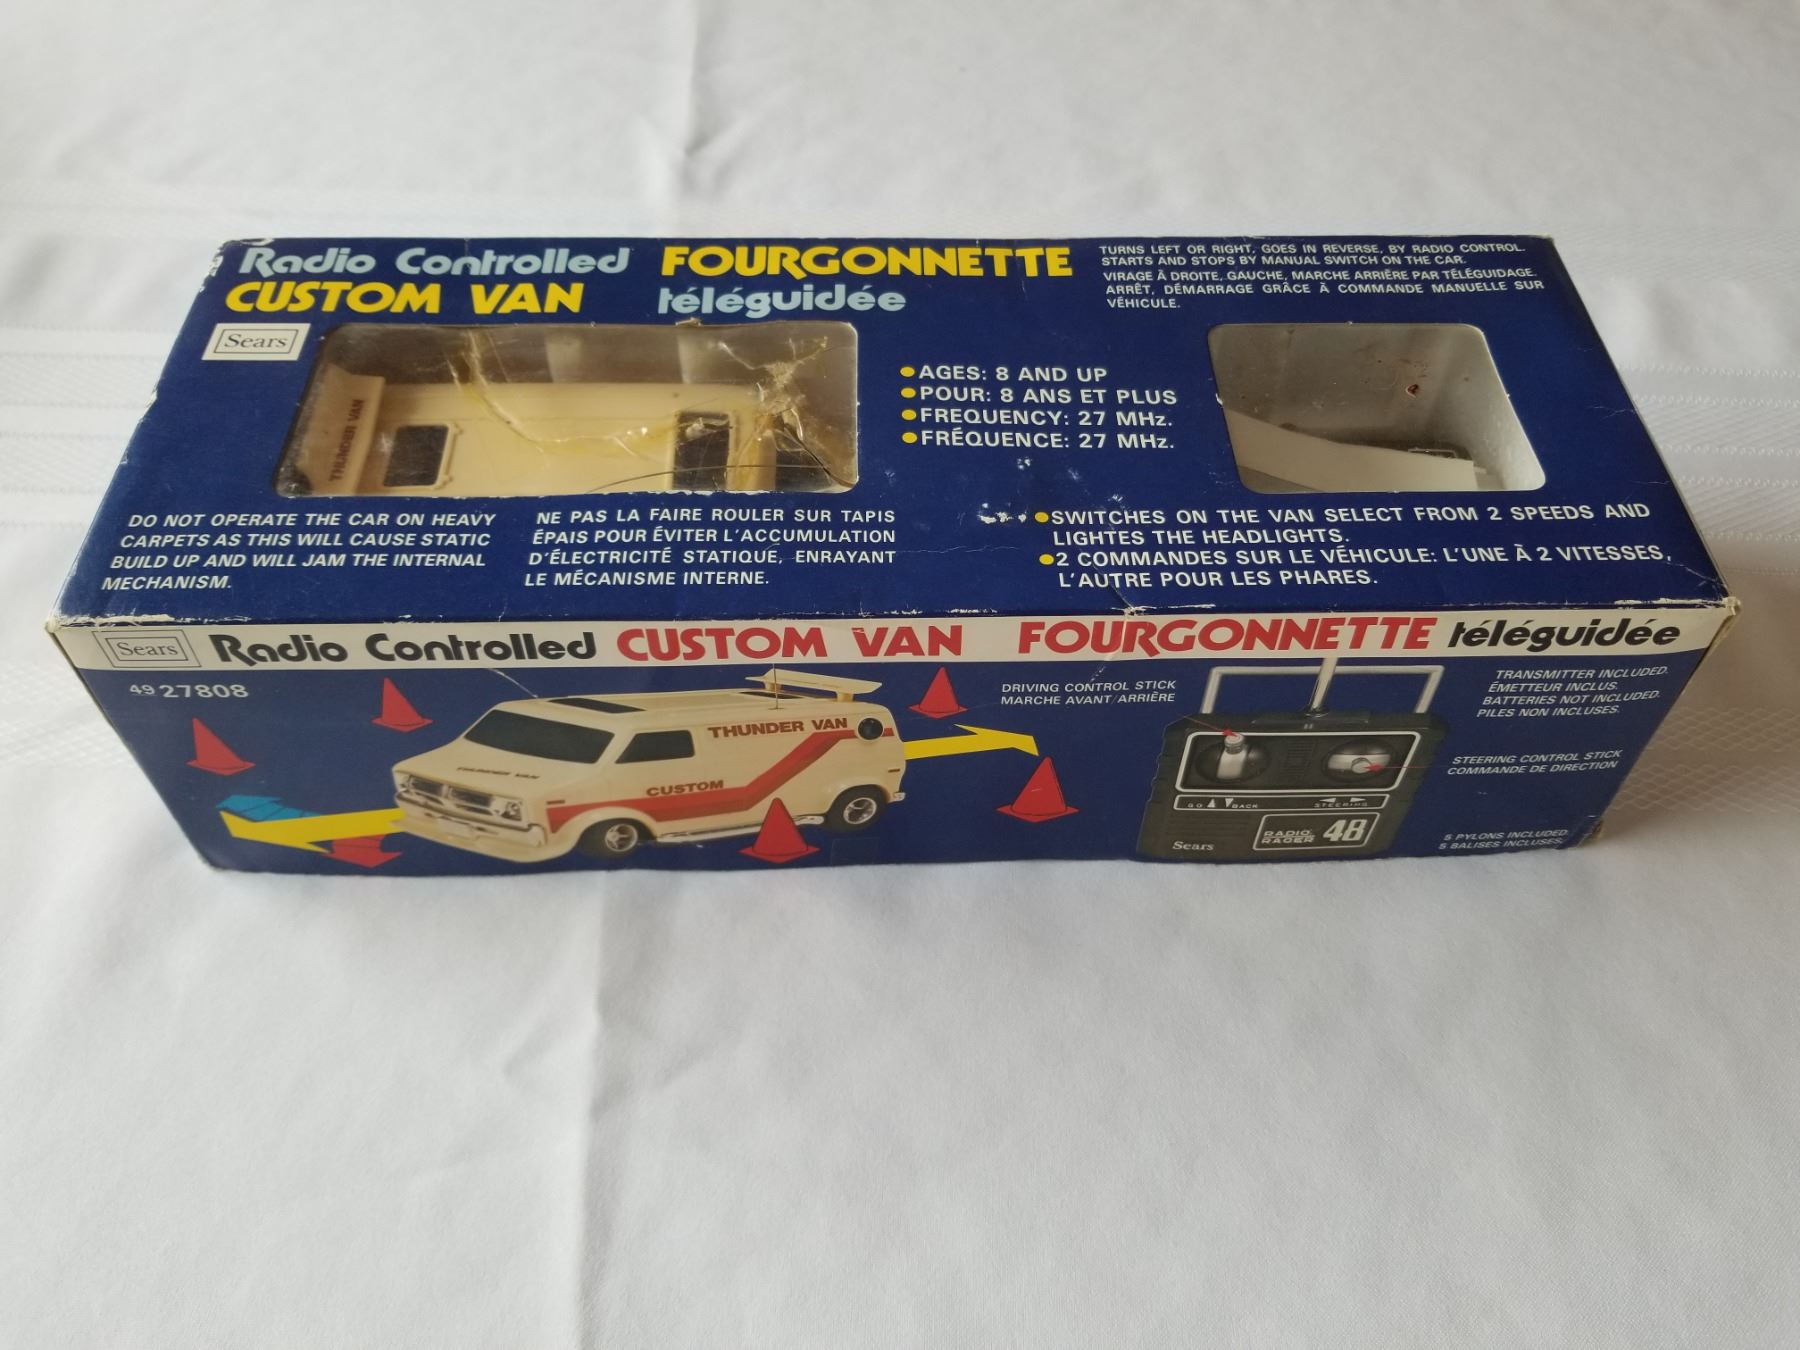 Radio Controlled
CUSTOM VAN
FOURGONNETTE
téléguidée
TURNS LEFT OR RIGHT, GOES IN REVERSE, BY RADIO CONTROL.
STARTS AND STOPS BY MANUAL SWITCH ON THE CAR.
VIRAGE À DROITE, GAUCHE, MARCHE ARRIÈRE PAR TÉLÉGUIDAGE.
ARRÊT, DÉMARRAGE GRÂCE À COMMANDE MANUELLE SUR
VÉHICULE.
Sears
THUNDER VAN
●AGES: 8 AND UP
●POUR: 8 ANS ET PLUS
●FREQUENCY: 27 MHz.
●FRÉQUENCE: 27 MHz.
DO NOT OPERATE THE CAR ON HEAVY
CARPETS AS THIS WILL CAUSE STATIC
BUILD UP AND WILL JAM THE INTERNAL
MECHANISM.
NE PAS LA FAIRE ROULER SUR TAPIS
ÉPAIS POUR ÉVITER L'ACCUMULATION
D'ÉLECTRICITÉ STATIQUE, ENRAYANT
LE MÉCANISME INTERNE.
●SWITCHES ON THE VAN SELECT FROM 2 SPEEDS AND
LIGHTES THE HEADLIGHTS.
●2 COMMANDES SUR LE VÉHICULE: L'UNE À 2 VITESSES,
L'AUTRE POUR LES PHARES.
Sears Radio Controlled CUSTOM VAN FOURGONNETTE téléguidée
49 27808
THUNDER VAN
CUSTOM
THUNDER VAN
DRIVING CONTROL STICK
MARCHE AVANT/ARRIÈRE
TRANSMITTER INCLUDED.
ÉMETTEUR INCLUS.
BATTERIES NOT INCLUDED.
PILES NON INCLUSES.
STEERING CONTROL STICK
COMMANDE DE DIRECTION
GO BACK
STEERING
RADIO
RACER 48
Sears
5 PYLONS INCLUDED.
5 BALISES INCLUSES.